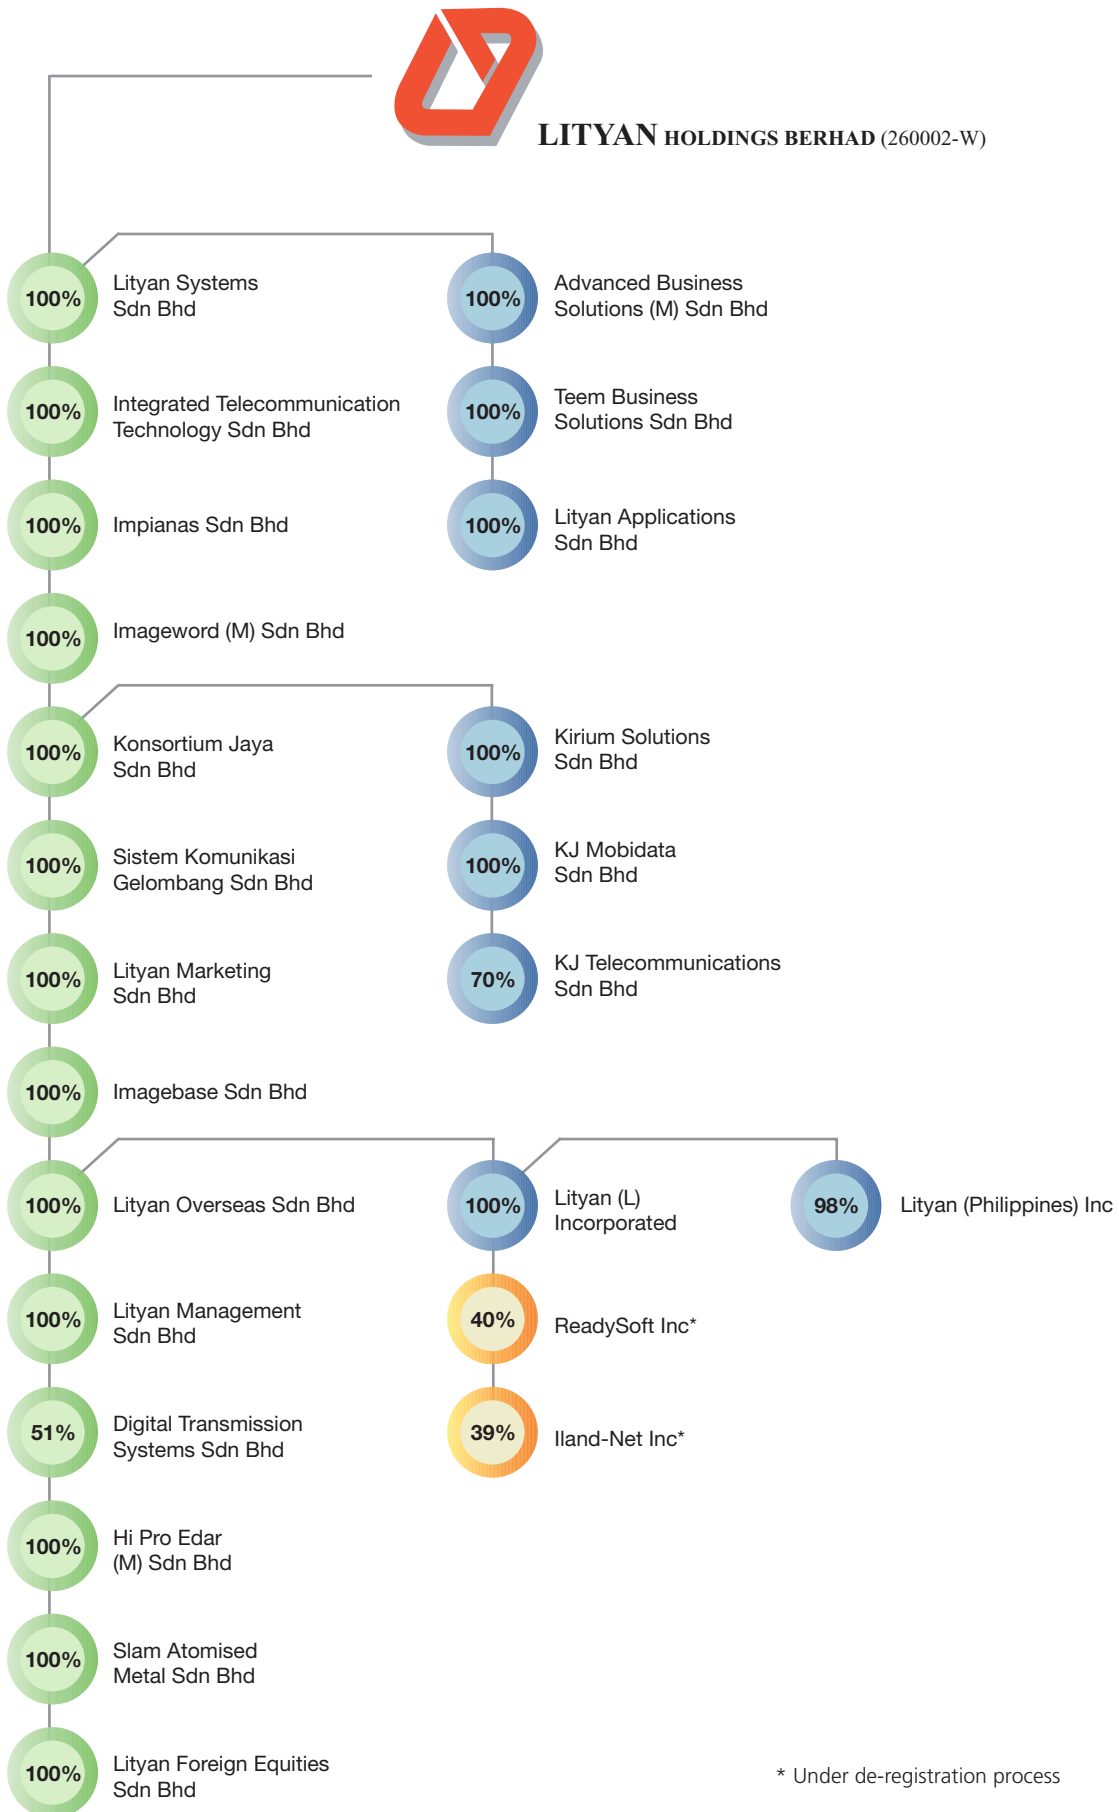 LITYAN HOLDINGS BERHAD (260002-W)
100%
Lityan Systems
Sdn Bhd
100%
Advanced Business
Solutions (M) Sdn Bhd
100%
Integrated Telecommunication
Technology Sdn Bhd
100%
Teem Business
Solutions Sdn Bhd
100%
Impianas Sdn Bhd
100%
Lityan Applications
Sdn Bhd
100%
Imageword (M) Sdn Bhd
100%
Konsortium Jaya
Sdn Bhd
100%
Kirium Solutions
Sdn Bhd
100%
Sistem Komunikasi
Gelombang Sdn Bhd
100%
KJ Mobidata
Sdn Bhd
100%
Lityan Marketing
Sdn Bhd
70%
KJ Telecommunications
Sdn Bhd
100%
Imagebase Sdn Bhd
100%
Lityan Overseas Sdn Bhd
100%
Lityan (L)
Incorporated
98%
Lityan (Philippines) Inc
100%
Lityan Management
Sdn Bhd
40%
ReadySoft Inc*
51%
Digital Transmission
Systems Sdn Bhd
39%
Iland-Net Inc*
100%
Hi Pro Edar
(M) Sdn Bhd
100%
Slam Atomised
Metal Sdn Bhd
100%
Lityan Foreign Equities
Sdn Bhd
* Under de-registration process